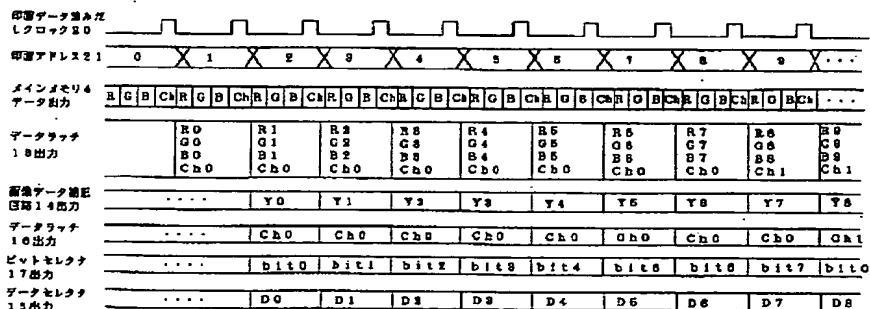 印画データ読みだ
しクロック20
印画アドレス21 0 1 2 3 4 5 6 7 8 9 ・・・
メインメモリ4
データ出力 R G B Ch R G B Ch R G B Ch R G B Ch R G B Ch R G B Ch R G B Ch R G B Ch R G B Ch R G B Ch ・・・
データラッチ
13出力
R0 R1 R2 R3 R4 R5 R6 R7 R8 R9
G0 G1 G2 G3 G4 G5 G6 G7 G8 G9
B0 B1 B2 B3 B4 B5 B6 B7 B8 B9
Ch0 Ch0 Ch0 Ch0 Ch0 Ch0 Ch0 Ch0 Ch1 Ch1
画像データ補正
回路14出力 ・・・・ Y0 Y1 Y2 Y3 Y4 Y5 Y6 Y7 Y8
データラッチ
16出力 ・・・・ Ch0 Ch0 Ch0 Ch0 Ch0 Ch0 Ch0 Ch0 Ch1
ビットセレクタ
17出力 ・・・・ bit0 bit1 bit2 bit3 bit4 bit5 bit6 bit7 bit0
データセレクタ
15出力 ・・・・ D0 D1 D2 D3 D4 D5 D6 D7 D8